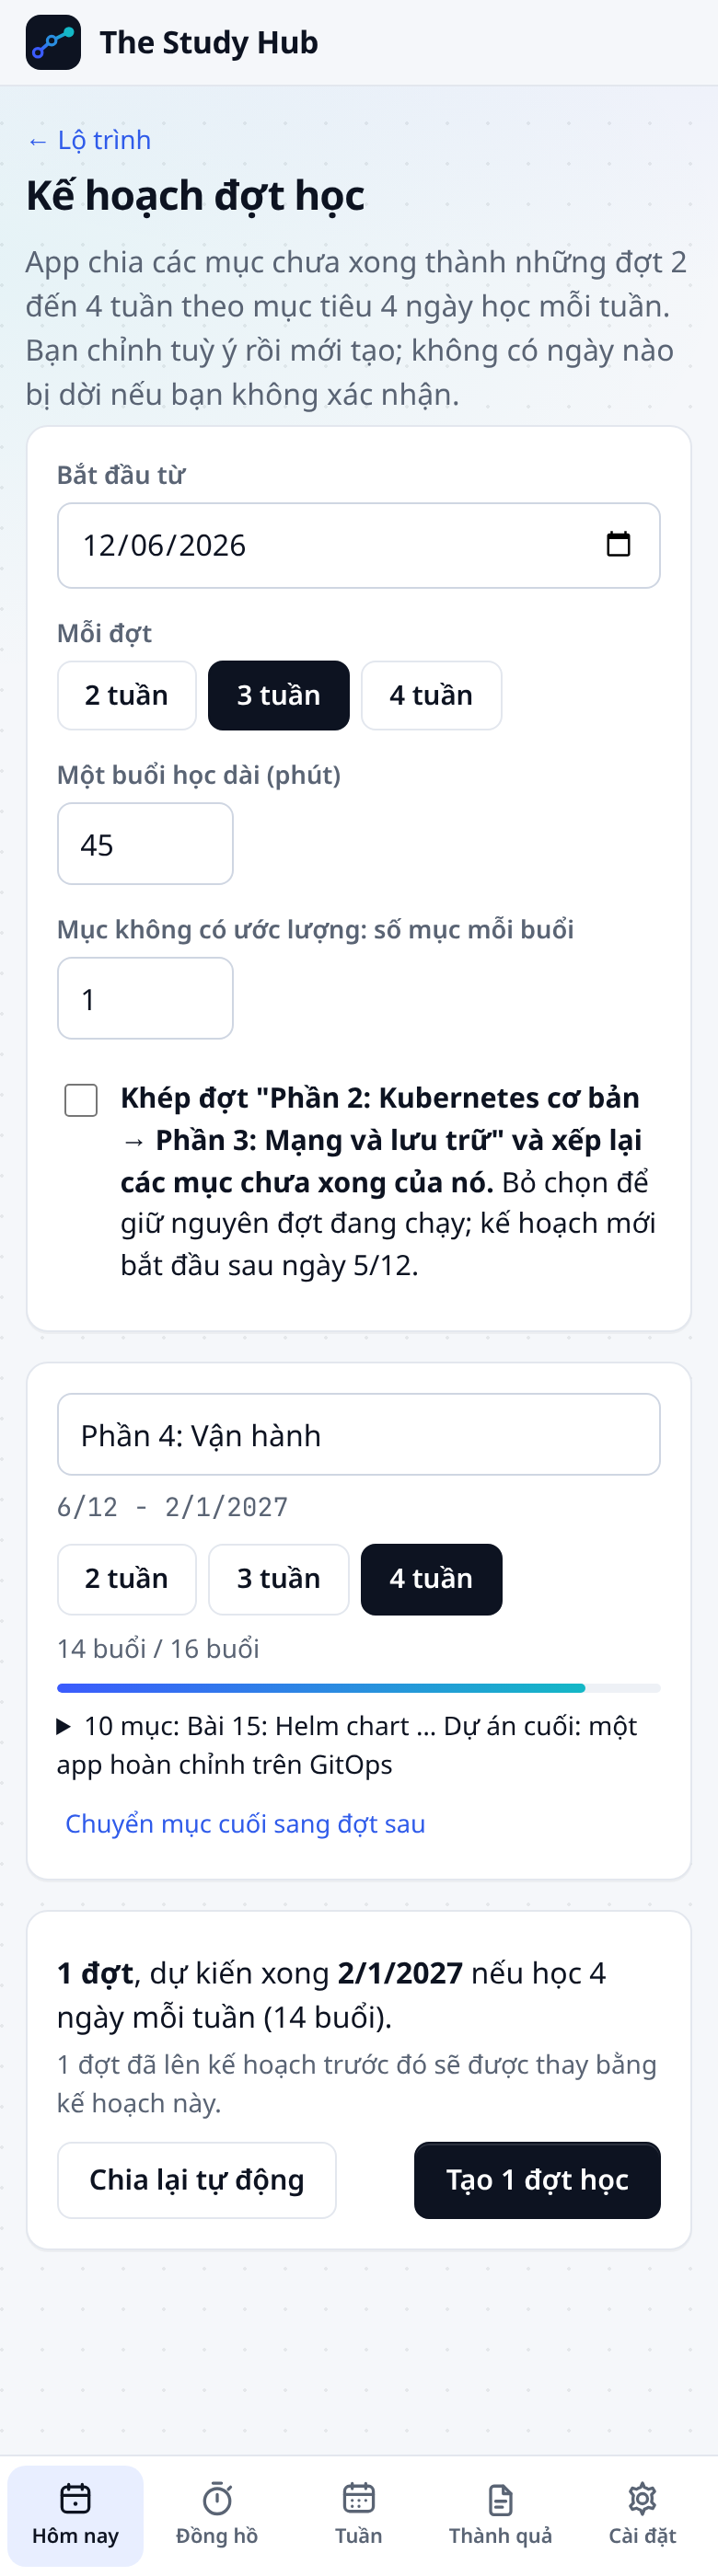 The Study Hub
← Lộ trình
Kế hoạch đợt học
App chia các mục chưa xong thành những đợt 2
đến 4 tuần theo mục tiêu 4 ngày học mỗi tuần.
Bạn chỉnh tuỳ ý rồi mới tạo; không có ngày nào
bị dời nếu bạn không xác nhận.
Bắt đầu từ
12/06/2026
Mỗi đợt
2 tuần 3 tuần 4 tuần
Một buổi học dài (phút)
45
Mục không có ước lượng: số mục mỗi buổi
1
Khép đợt "Phần 2: Kubernetes cơ bản
→ Phần 3: Mạng và lưu trữ" và xếp lại
các mục chưa xong của nó. Bỏ chọn để
giữ nguyên đợt đang chạy; kế hoạch mới
bắt đầu sau ngày 5/12.
Phần 4: Vận hành
6/12 - 2/1/2027
2 tuần 3 tuần 4 tuần
14 buổi / 16 buổi
▶ 10 mục: Bài 15: Helm chart ... Dự án cuối: một
app hoàn chỉnh trên GitOps
Chuyển mục cuối sang đợt sau
1 đợt, dự kiến xong 2/1/2027 nếu học 4
ngày mỗi tuần (14 buổi).
1 đợt đã lên kế hoạch trước đó sẽ được thay bằng
kế hoạch này.
Chia lại tự động Tạo 1 đợt học
Hôm nay Đồng hồ Tuần Thành quả Cài đặt